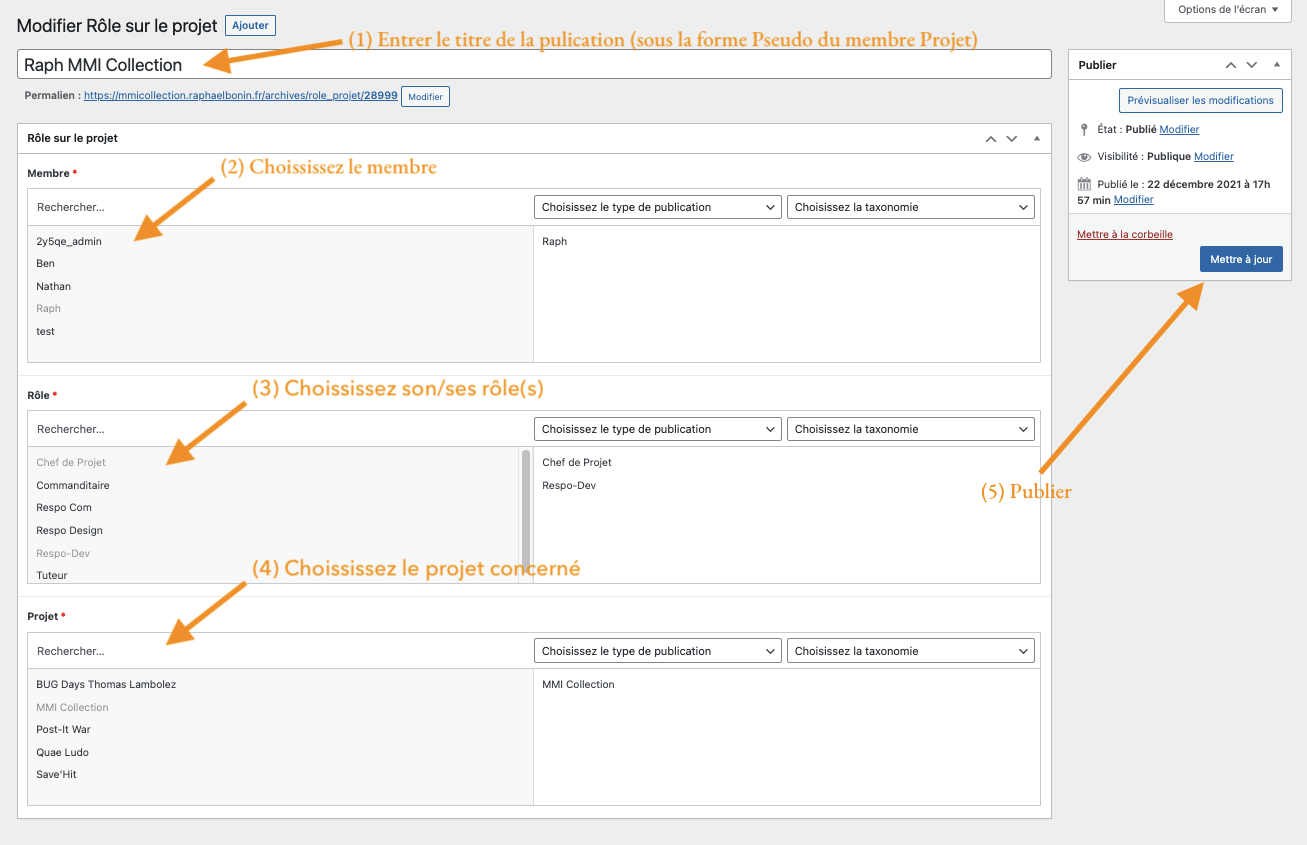 Options de l'écran ▼
Modifier Rôle sur le projet Ajouter
(1) Entrer le titre de la pulication (sous la forme Pseudo du membre Projet)
Raph MMI Collection
Permalien : https://mmicollection.raphaelbonin.fr/archives/role_projet/28999 Modifier
Rôle sur le projet
(2) Choississez le membre
Membre *
Rechercher... Choisissez le type de publication Choisissez la taxonomie
2y5qe_admin
Ben
Nathan
Raph
test
Raph
(3) Choississez son/ses rôle(s)
Rôle *
Rechercher... Choisissez le type de publication Choisissez la taxonomie
Chef de Projet
Commanditaire
Respo Com
Respo Design
Respo-Dev
Tuteur
Chef de Projet
Respo-Dev
(4) Choississez le projet concerné
Projet *
Rechercher... Choisissez le type de publication Choisissez la taxonomie
BUG Days Thomas Lambolez
MMI Collection
Post-It War
Quae Ludo
Save'Hit
MMI Collection
Publier
Prévisualiser les modifications
État : Publié Modifier
Visibilité : Publique Modifier
Publié le : 22 décembre 2021 à 17h
57 min Modifier
Mettre à la corbeille
Mettre à jour
(5) Publier